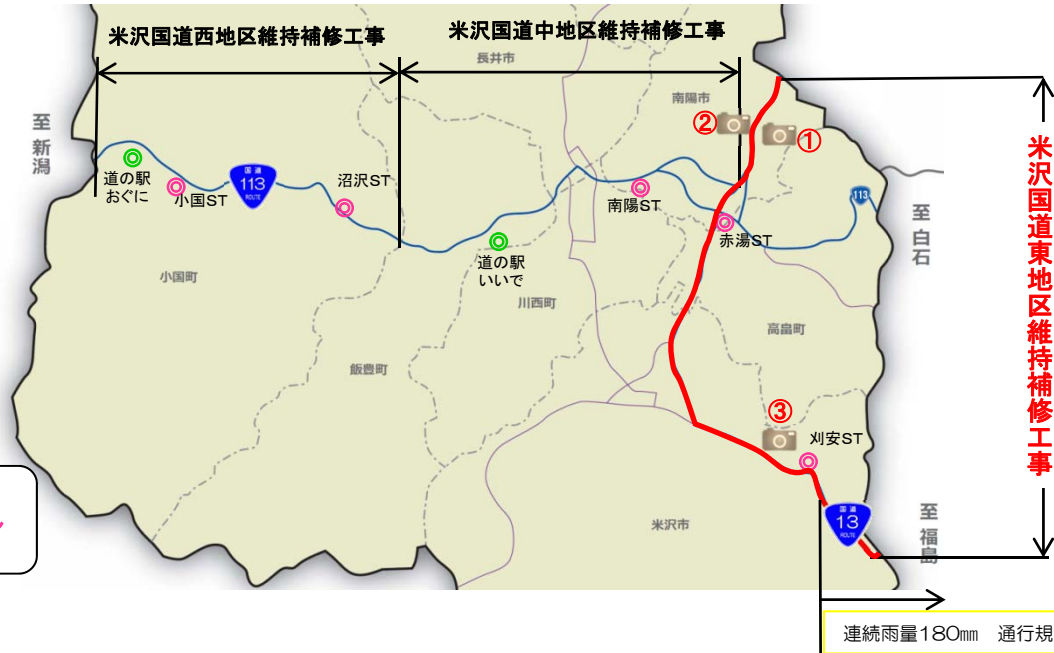 米沢国道西地区維持補修工事
米沢国道中地区維持補修工事
長井市
南陽市
②
①
至新潟
道の駅
おぐに
小国ST
国道
113
ROUTE
沼沢ST
南陽ST
赤湯ST
113
至白石
米沢国道東地区維持補修工事
道の駅
いいで
小国町
川西町
高畠町
飯豊町
③
刈安ST
米沢市
国道
13
ROUTE
至福島
連続雨量180㎜　通行規